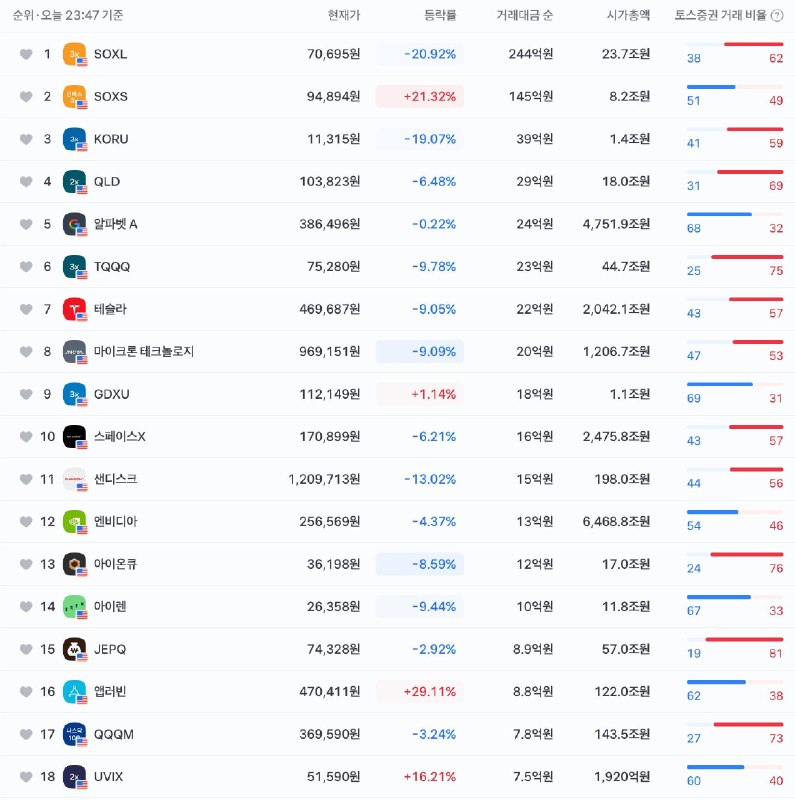 순위·오늘 23:47 기준 현재가 등락률 거래대금 순 시가총액 토스증권 거래 비율 ?
1 3x SOXL 70,695원 -20.92% 244억원 23.7조원 38 62
2 SOXS 94,894원 +21.32% 145억원 8.2조원 51 49
3 3x KORU 11,315원 -19.07% 39억원 1.4조원 41 59
4 2x QLD 103,823원 -6.48% 29억원 18.0조원 31 69
5 알파벳 A 386,496원 -0.22% 24억원 4,751.9조원 68 32
6 3x TQQQ 75,280원 -9.78% 23억원 44.7조원 25 75
7 테슬라 469,687원 -9.05% 22억원 2,042.1조원 43 57
8 마이크론 테크놀로지 969,151원 -9.09% 20억원 1,206.7조원 47 53
9 3x GDXU 112,149원 +1.14% 18억원 1.1조원 69 31
10 스페이스X 170,899원 -6.21% 16억원 2,475.8조원 43 57
11 샌디스크 1,209,713원 -13.02% 15억원 198.0조원 44 56
12 엔비디아 256,569원 -4.37% 13억원 6,468.8조원 54 46
13 아이온큐 36,198원 -8.59% 12억원 17.0조원 24 76
14 아이렌 26,358원 -9.44% 10억원 11.8조원 67 33
15 JEPQ 74,328원 -2.92% 8.9억원 57.0조원 19 81
16 앱러빈 470,411원 +29.11% 8.8억원 122.0조원 62 38
17 나스닥 100 QQQM 369,590원 -3.24% 7.8억원 143.5조원 27 73
18 2x UVIX 51,590원 +16.21% 7.5억원 1,920억원 60 40